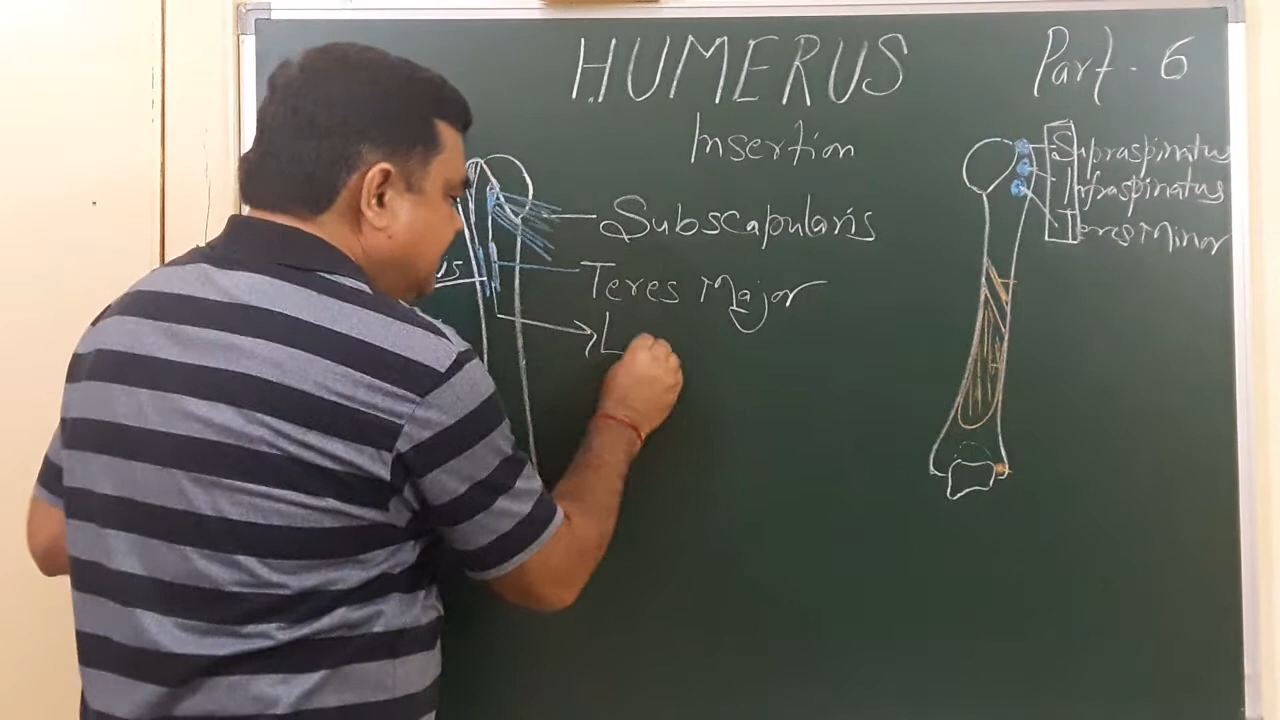 HUMERUS
Part - 6
Insertion
Supraspinatus
Infraspinatus
Teres Minor
Subscapularis
Teres Major
L